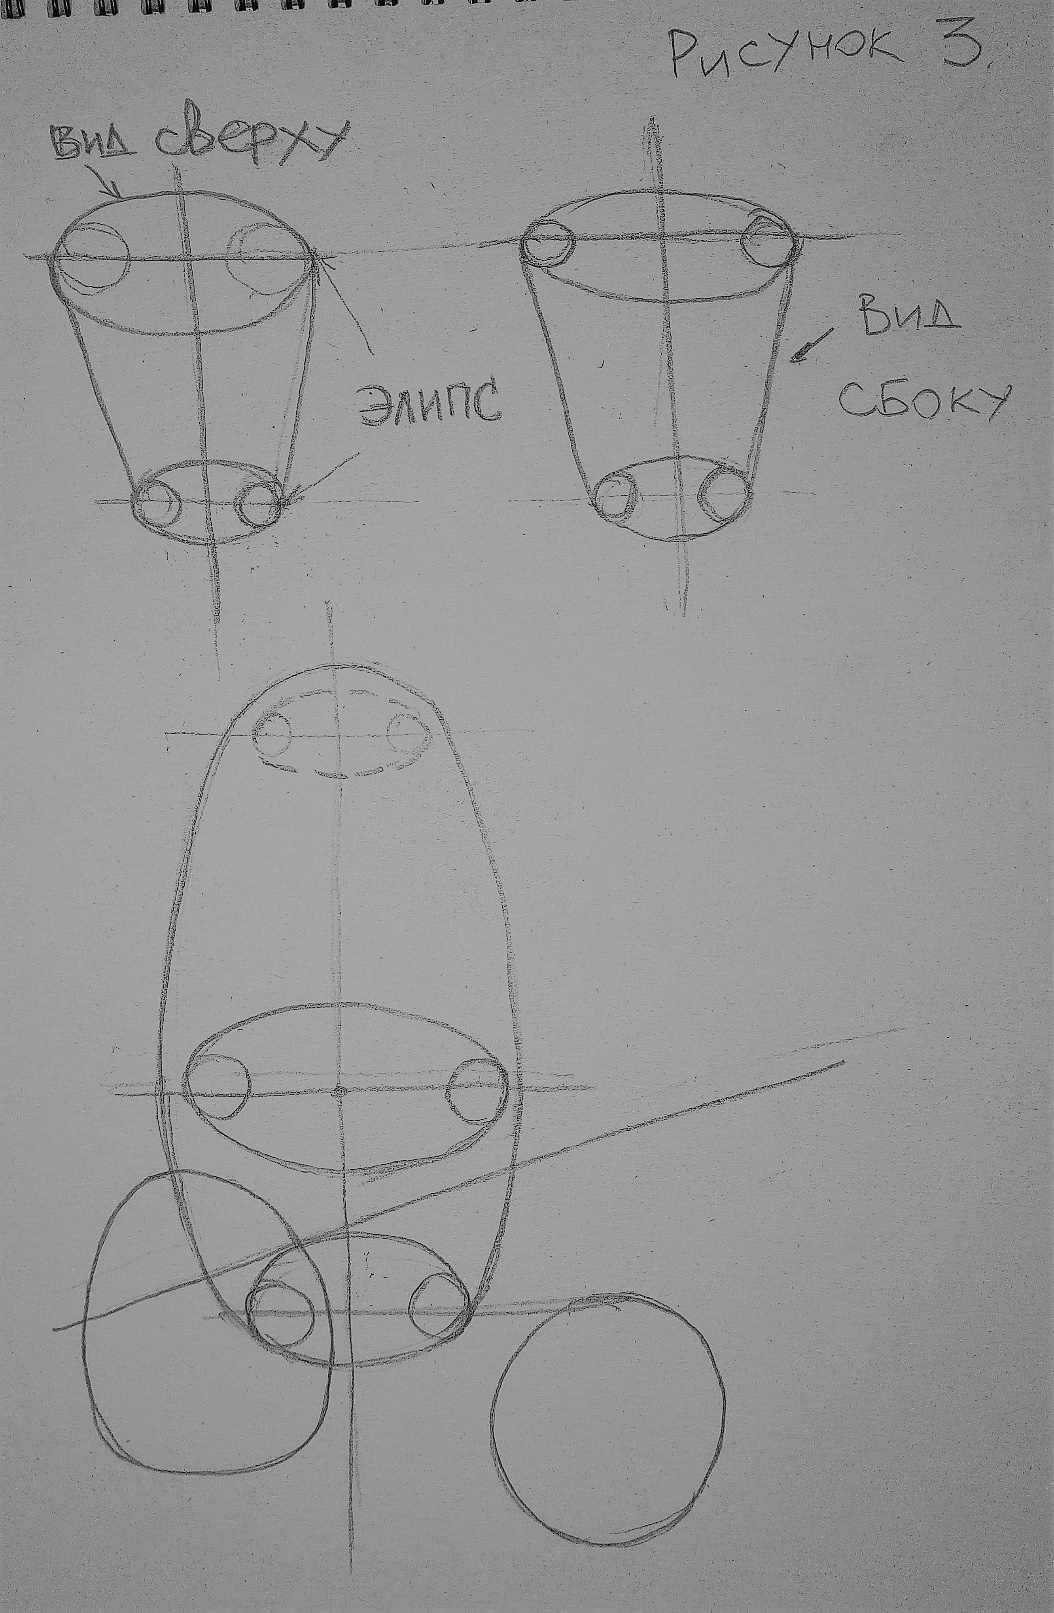 Рисунок 3.
Вид сверху
элипс
Вид
сбоку